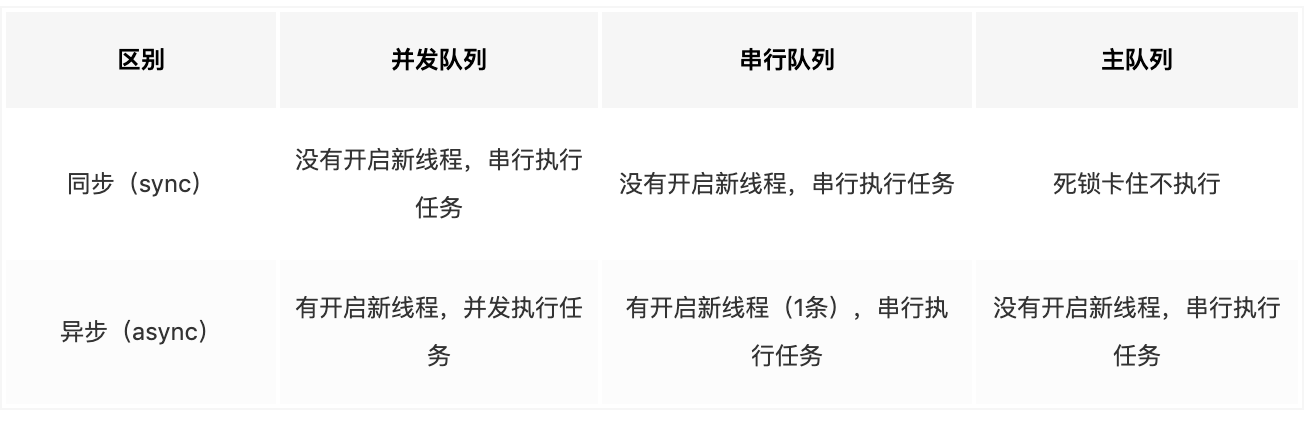 区别 并发队列 串行队列 主队列
同步（sync） 没有开启新线程，串行执行
任务 没有开启新线程，串行执行任务 死锁卡住不执行
异步（async） 有开启新线程，并发执行任
务 有开启新线程（1条），串行执
行任务 没有开启新线程，串行执行
任务